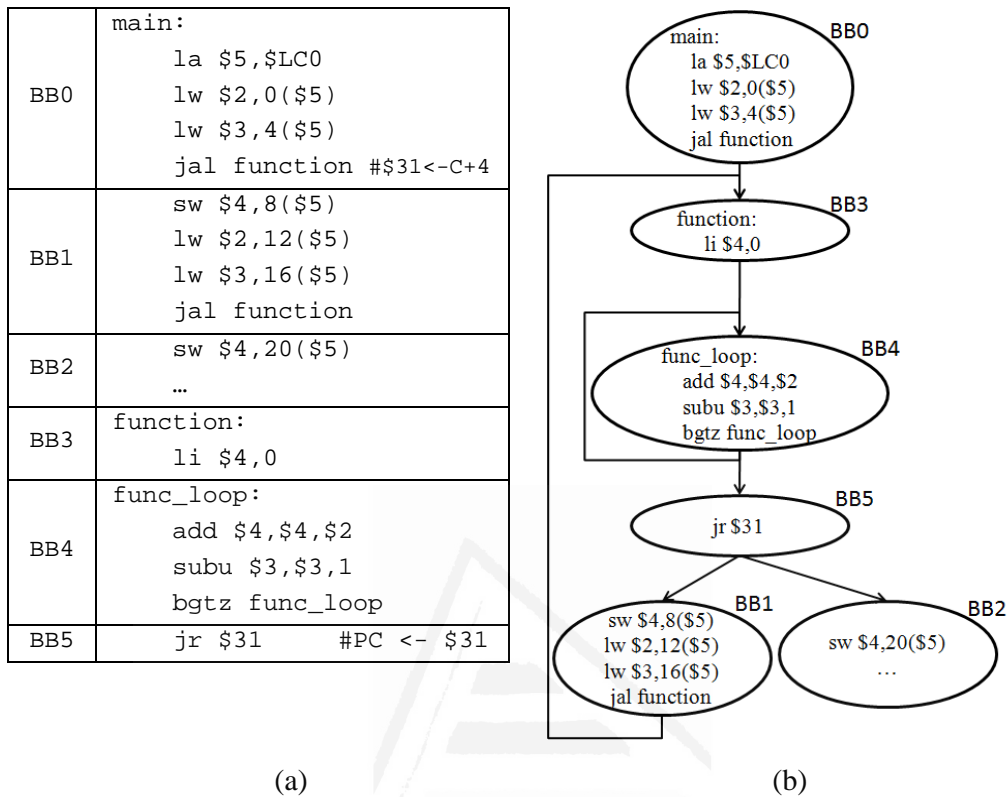 BB0
main:
la $5,$LC0
lw $2,0($5)
lw $3,4($5)
jal function #$31<-C+4
BB1
sw $4,8($5)
lw $2,12($5)
lw $3,16($5)
jal function
BB2
sw $4,20($5)
…
BB3
function:
li $4,0
BB4
func_loop:
add $4,$4,$2
subu $3,$3,1
bgtz func_loop
BB5
jr $31 #PC <- $31
(a)
BB0
main:
la $5,$LC0
lw $2,0($5)
lw $3,4($5)
jal function
BB3
function:
li $4,0
BB4
func_loop:
add $4,$4,$2
subu $3,$3,1
bgtz func_loop
BB5
jr $31
BB1
sw $4,8($5)
lw $2,12($5)
lw $3,16($5)
jal function
BB2
sw $4,20($5)
…
(b)